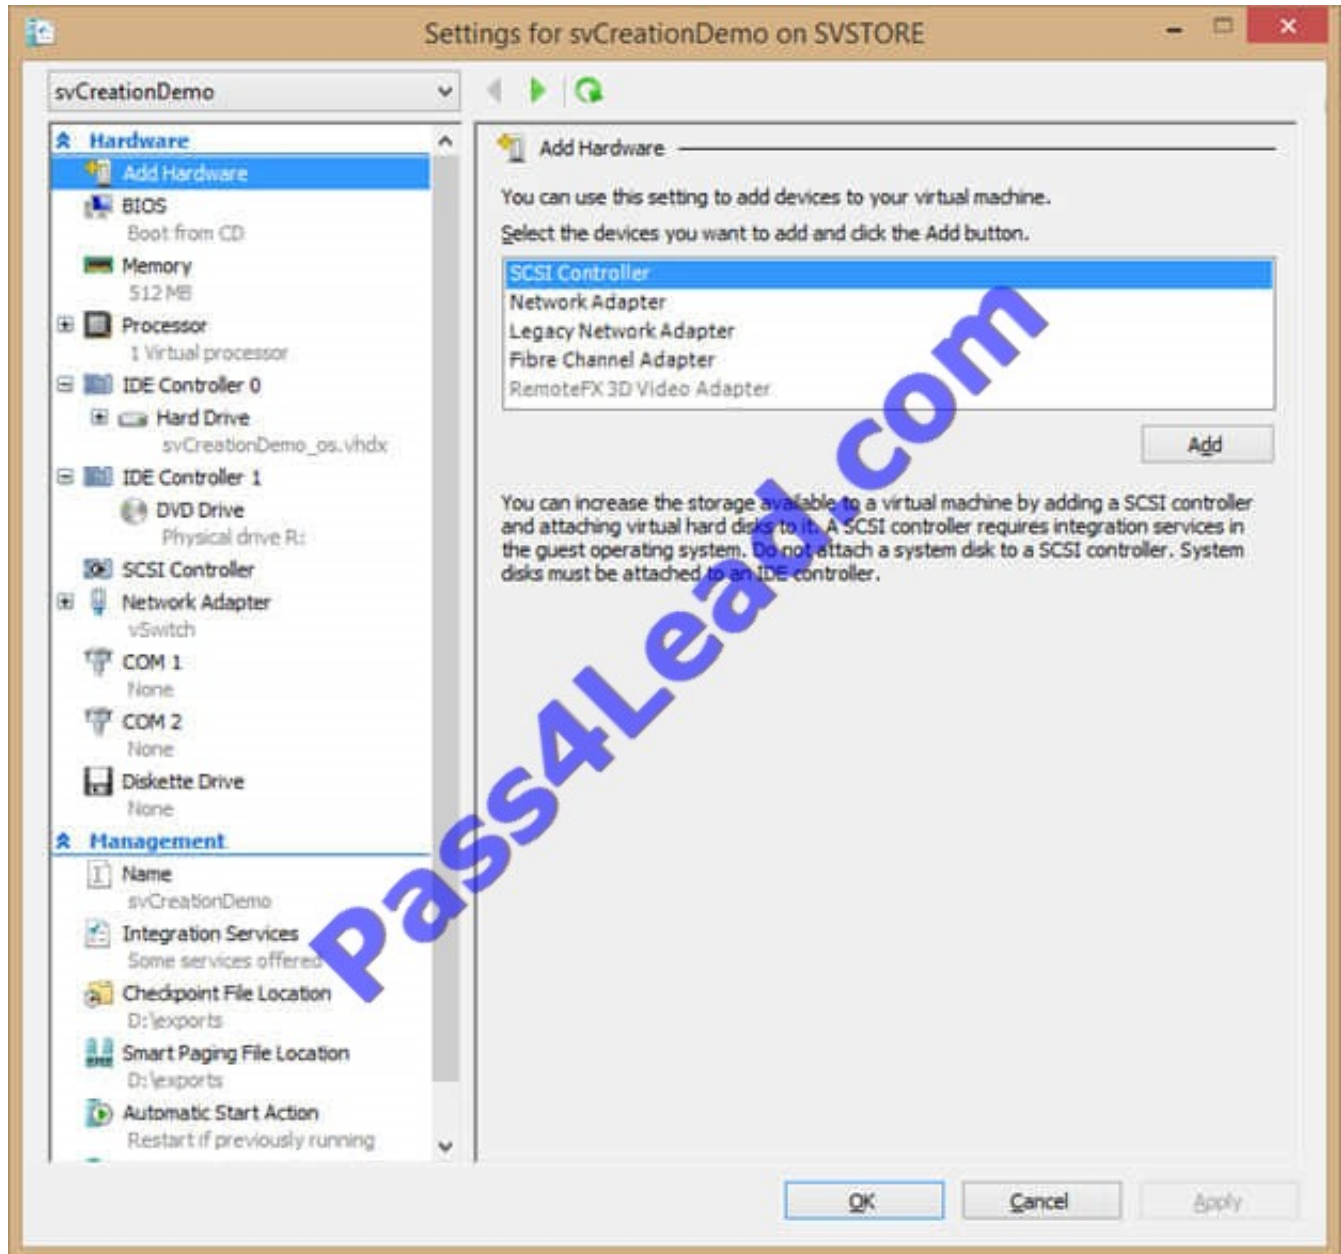 Settings for svCreationDemo on SVSTORE
svCreationDemo
Hardware
Add Hardware
BIOS
Boot from CD
Memory
512 MB
Processor
1 Virtual processor
IDE Controller 0
Hard Drive
svCreationDemo_os.vhdx
IDE Controller 1
DVD Drive
Physical drive R:
SCSI Controller
Network Adapter
vSwitch
COM 1
None
COM 2
None
Diskette Drive
None
Management
Name
svCreationDemo
Integration Services
Some services offered
Checkpoint File Location
D:\exports
Smart Paging File Location
D:\exports
Automatic Start Action
Restart if previously running
Add Hardware
You can use this setting to add devices to your virtual machine.
Select the devices you want to add and click the Add button.
SCSI Controller
Network Adapter
Legacy Network Adapter
Fibre Channel Adapter
RemoteFX 3D Video Adapter
Add
You can increase the storage available to a virtual machine by adding a SCSI controller
and attaching virtual hard disks to it. A SCSI controller requires integration services in
the guest operating system. Do not attach a system disk to a SCSI controller. System
disks must be attached to an IDE controller.
Pass4Lead.com
OK
Cancel
Apply